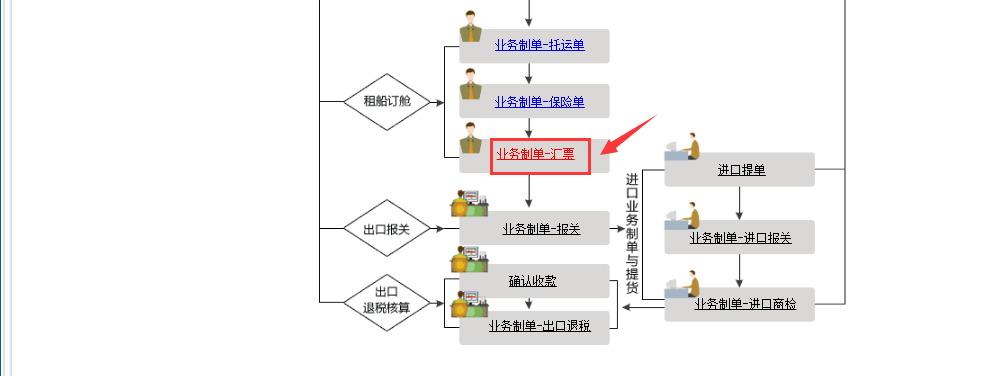 业务制单-托运单
租船订舱
业务制单-保险单
业务制单-汇票
进口提单
进口业务制单与提货
出口报关
业务制单-报关
业务制单-进口报关
确认收款
出口
退税核算
业务制单-进口商检
业务制单-出口退税